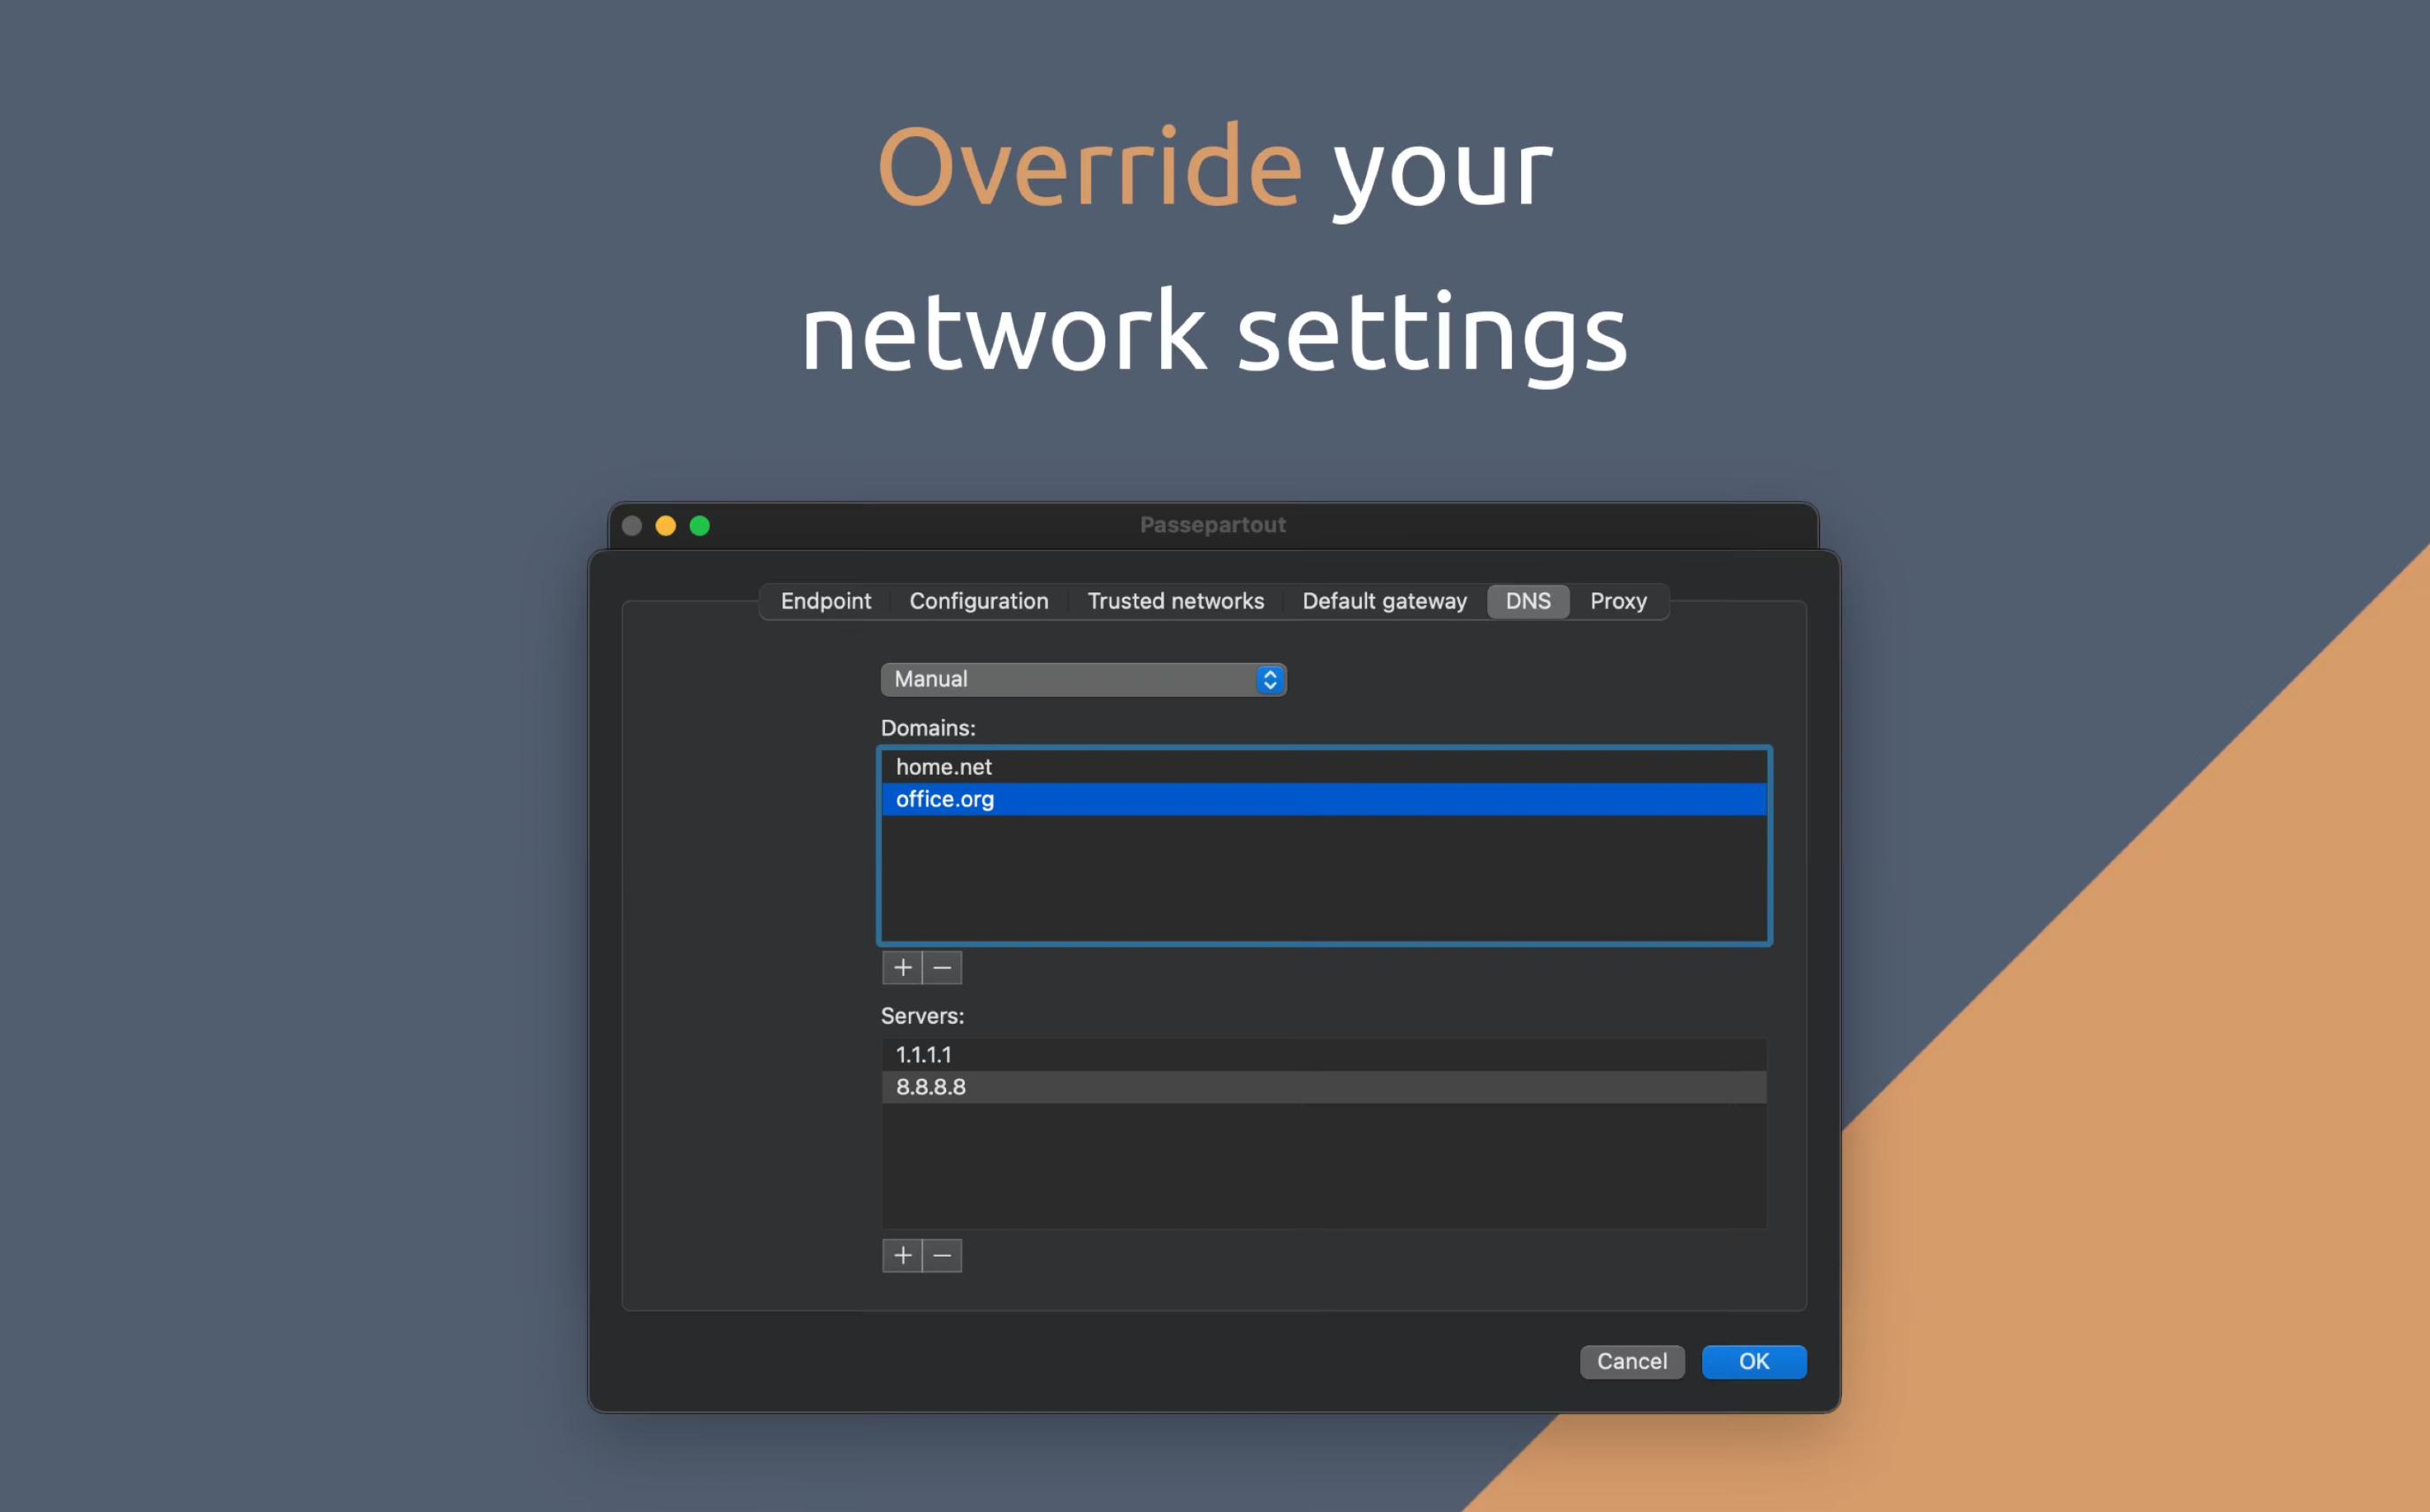 Override your
network settings
Passepartout
Endpoint Configuration Trusted networks Default gateway DNS Proxy
Manual
Domains:
home.net
office.org
+ −
Servers:
1.1.1.1
8.8.8.8
+ −
Cancel OK